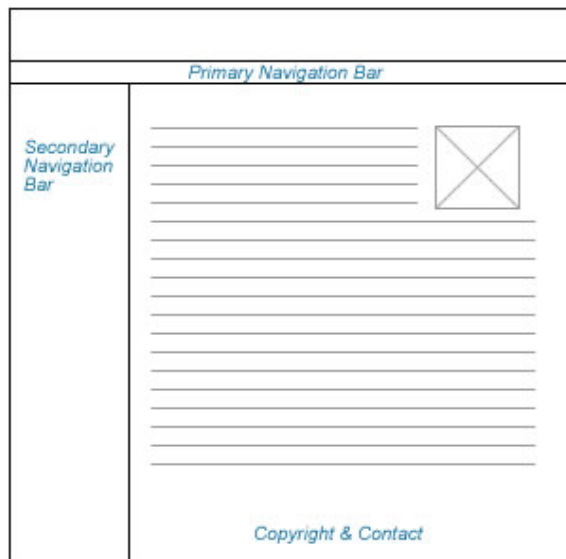 Primary Navigation Bar
Secondary
Navigation
Bar
Copyright & Contact